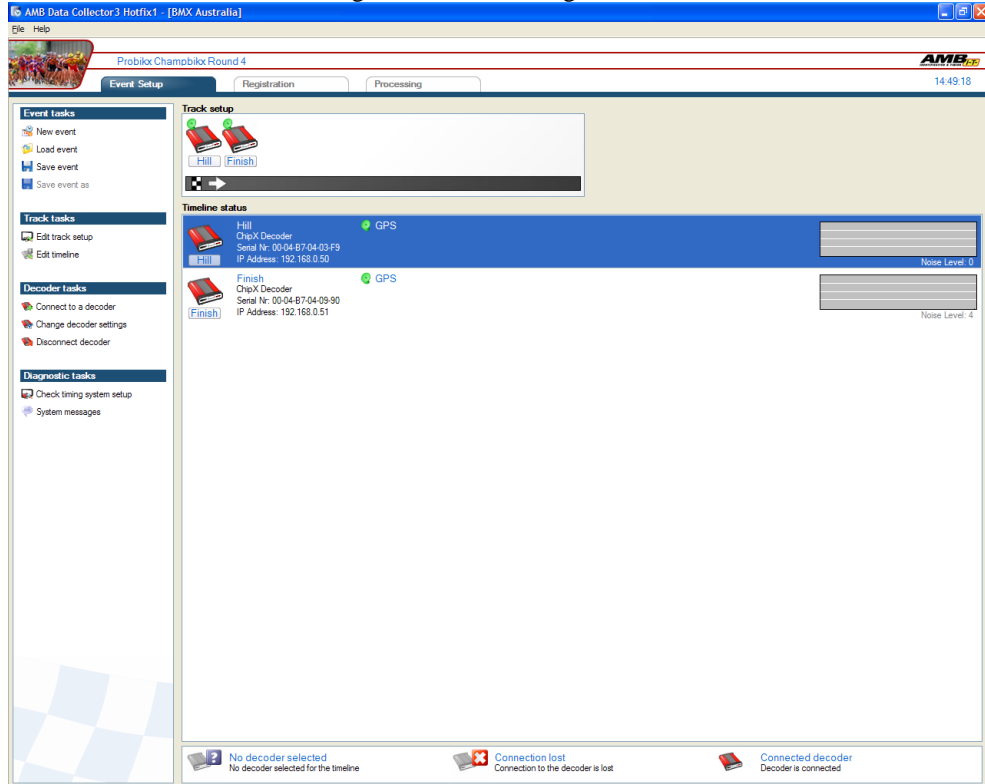 AMB Data Collector3 Hotfix1 - [BMX Australia]
File Help
Probikx Champbikx Round 4
AMB
Event Setup Registration Processing 14:49:18
Event tasks
New event
Load event
Save event
Save event as
Track tasks
Edit track setup
Edit timeline
Decoder tasks
Connect to a decoder
Change decoder settings
Disconnect decoder
Diagnostic tasks
Check timing system setup
System messages
Track setup
Hill Finish
Timeline status
Hill GPS
ChipX Decoder
Serial Nr: 00-04-B7-04-03-F9
Hill IP Address: 192.168.0.50 Noise Level: 0
Finish GPS
ChipX Decoder
Serial Nr: 00-04-B7-04-09-90
Finish IP Address: 192.168.0.51 Noise Level: 4
No decoder selected Connection lost Connected decoder
No decoder selected for the timeline Connection to the decoder is lost Decoder is connected